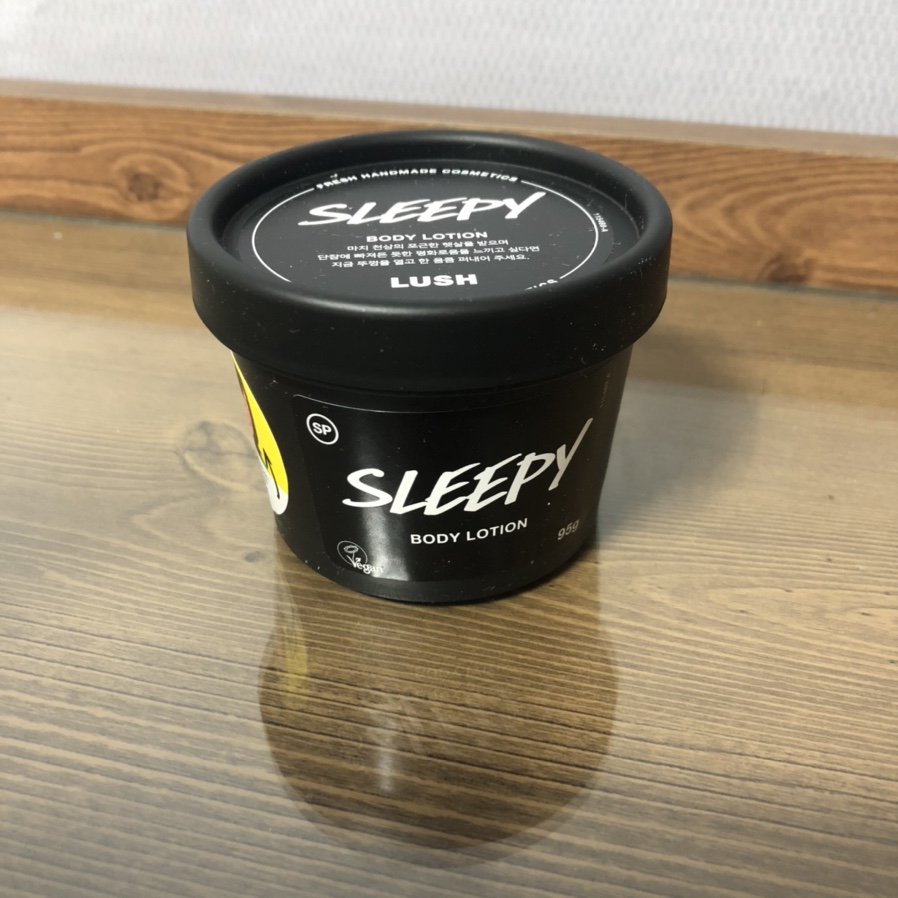 FRESH HANDMADE COSMETICS
SLEEPY
BODY LOTION
마치 천상의 포근한 햇살을 받으며
단잠에 빠져든 듯한 평화로움을 느끼고 싶다면
지금 뚜껑을 열고 한 움큼 퍼내어 주세요.
LUSH
SP
SLEEPY
BODY LOTION
95g
Vegan